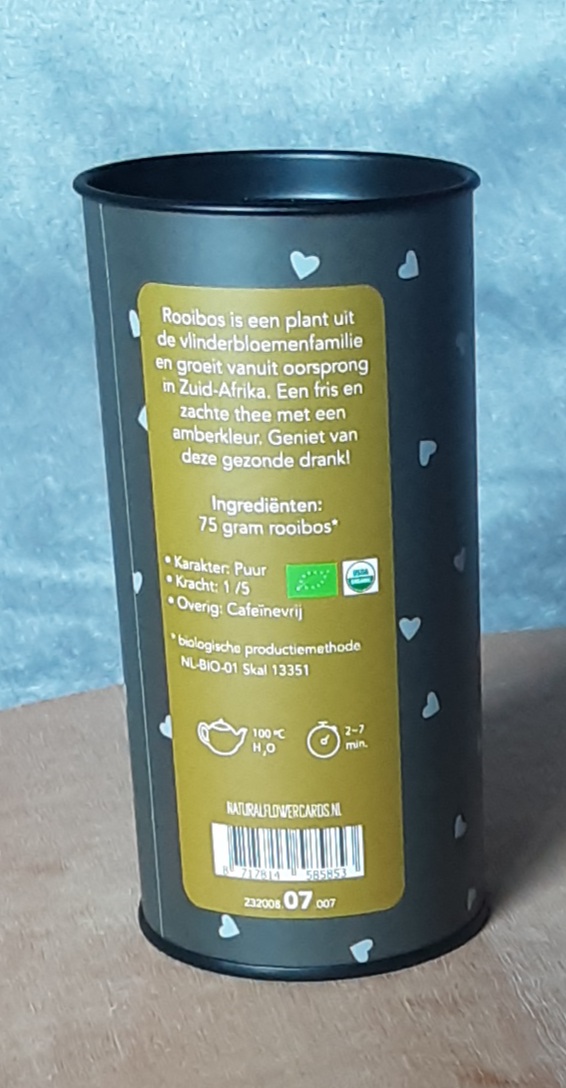 Rooibos is een plant uit
de vlinderbloemenfamilie
en groeit vanuit oorsprong
in Zuid-Afrika. Een fris en
zachte thee met een
amberkleur. Geniet van
deze gezonde drank!
Ingrediënten:
75 gram rooibos*
• Karakter: Puur
• Kracht: 1 /5
• Overig: Cafeïnevrij
USDA
ORGANIC
* biologische productiemethode
NL-BIO-01 Skal 13351
100 °C
H₂O
2-7
min.
NATURALFLOWERCARDS.NL
8 717814 585853
232008.07.007